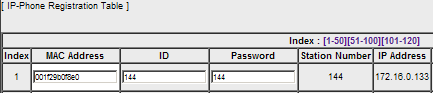 [ IP-Phone Registration Table ]
Index : [1-50][51-100][101-120]
Index MAC Address ID Password Station Number IP Address
1 001f29b0f8e0 144 144 144 172.16.0.133